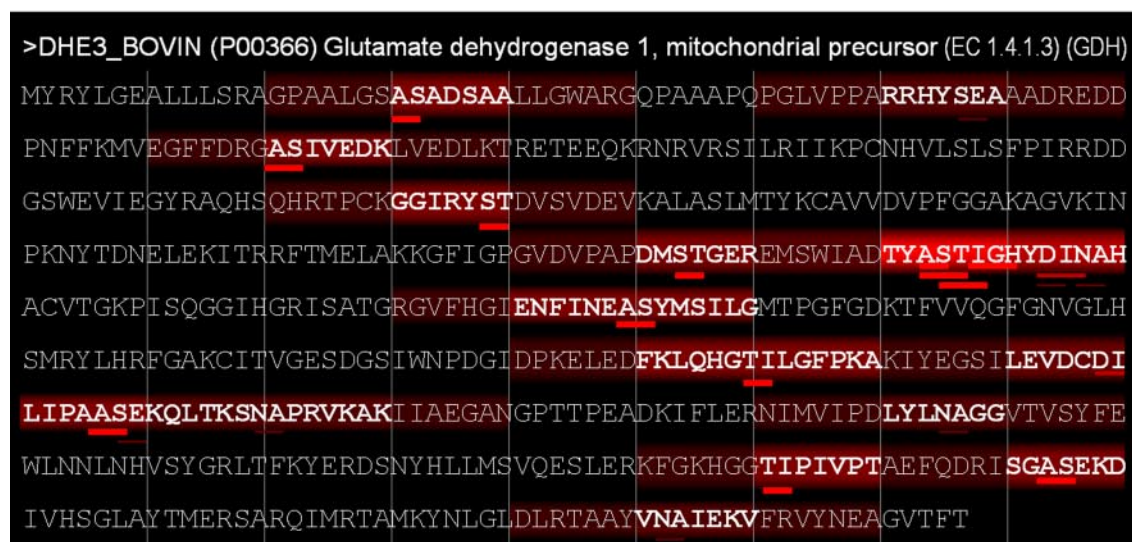 >DHE3_BOVIN (P00366) Glutamate dehydrogenase 1, mitochondrial precursor (EC 1.4.1.3) (GDH)
MYRYLGEALLLSRAGPAALGSASADSAALLGWARGQPAAAPQPGLVPPARRHYSEAAADREDD
PNFFKMVEGFFDRGASIVEDKLVEDLKTRETEEQKRNRVRSILRIIKPCNHVLSLSFPIRRDD
GSWEVIEGYRAQHSQHRTPCKGGIRYSTDVSVDEVKALASLMTYKCAVVDVPFGGAKAGVKIN
PKNYTDNELEKITRRFTMELAKKGFIGPGVDVPAPDMSTGEREMSWIADTYASTIGHYDINAH
ACVTGKPISQGGIHGRISATGRGVFHGIENFINEASYMSILGMTPGFGDKTFVVQGFGNVGLH
SMRYLHRFGAKCITVGESDGSIWNPDGIDPKELEDFKLQHGTILGFPKAKIYEGSILEVDCDI
LIPAASEKQLTKSNAPRVKAKIIAEGANGPTTPEADKIFLERNIMVIPDLYLNAGGVTVSYFE
WLNNLNHVSYGRLTFKYERDSNYHLLMSVQESLERKFGKHGGTIPIVPTAEFQDRISGASEKD
IVHSGLAYTMERSARQIMRTAMKYNLGLDLRTAAYVNAIEKVFRVYNEAGVTFT